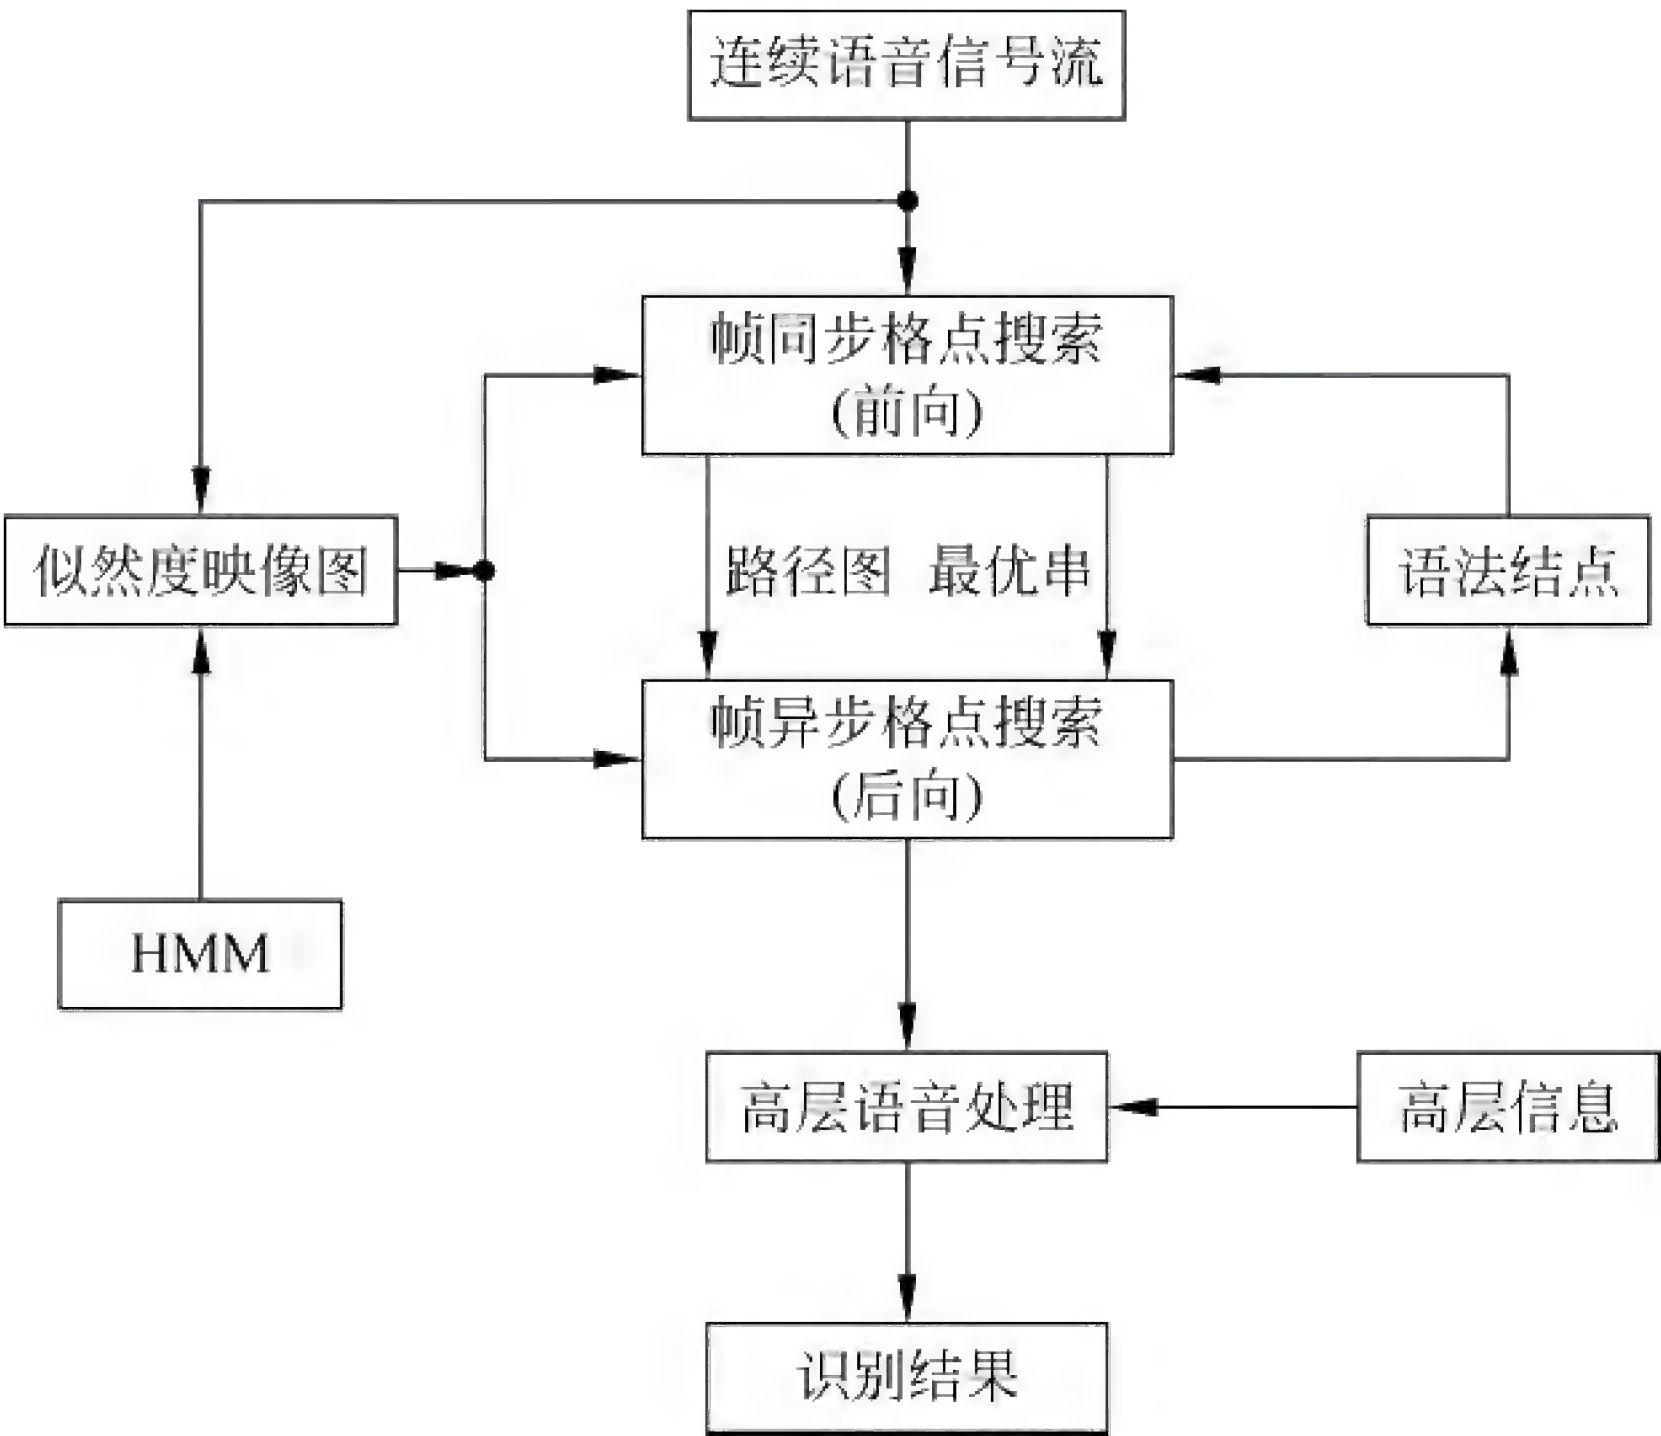 连续语音信号流
帧同步格点搜索
(前向)
似然度映像图
路径图 最优串
语法结点
帧异步格点搜索
(后向)
HMM
高层语音处理
高层信息
识别结果